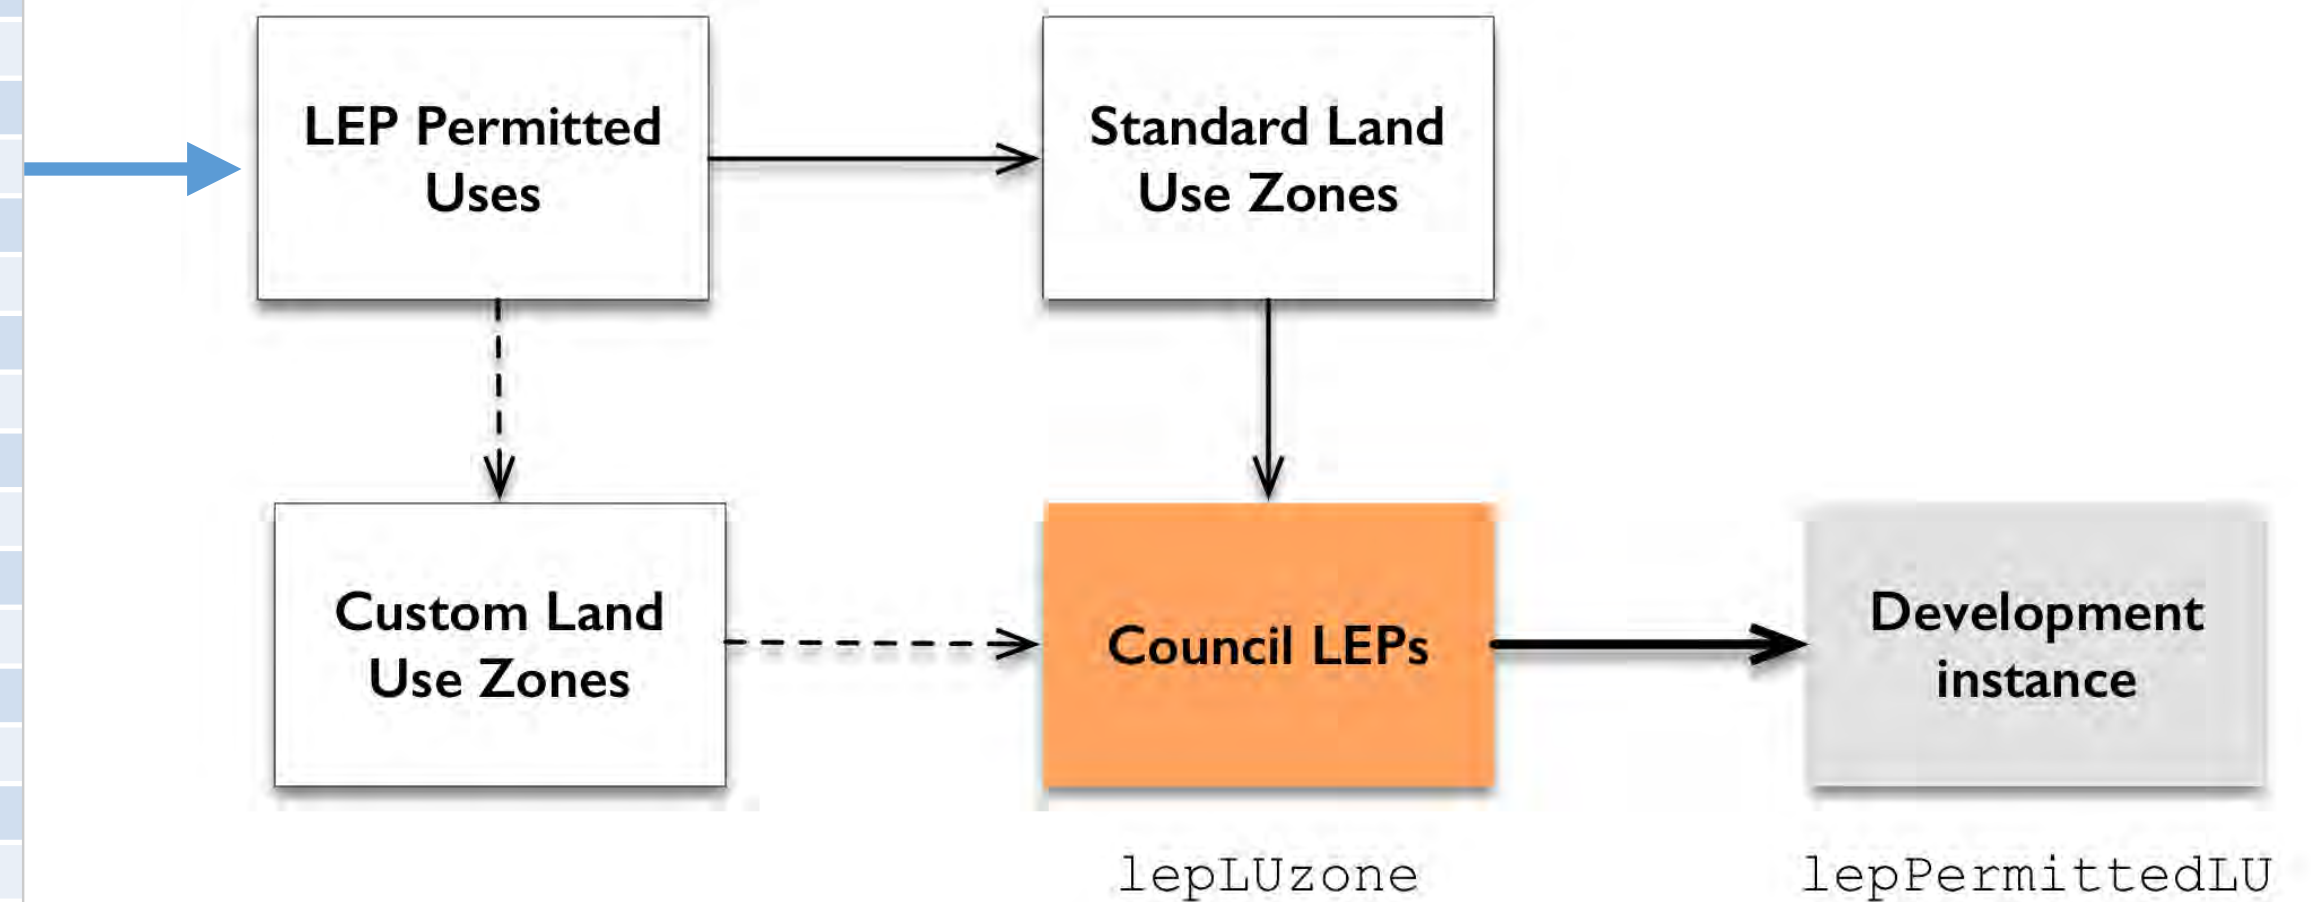 LEP Permitted
Uses
Standard Land
Use Zones
Custom Land
Use Zones
Council LEPs
Development
instance
lepLUzone
lepPermittedLU